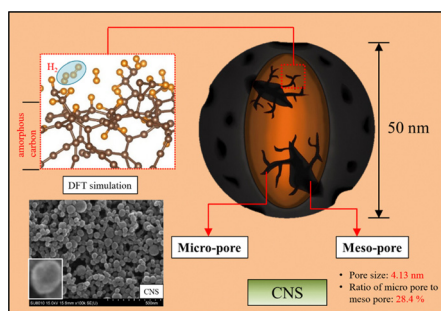 H₂
amorphous
carbon
DFT simulation
50 nm
Micro-pore
Meso-pore
CNS
CNS
• Pore size: 4.13 nm
• Ratio of micro pore to
meso pore: 28.4 %